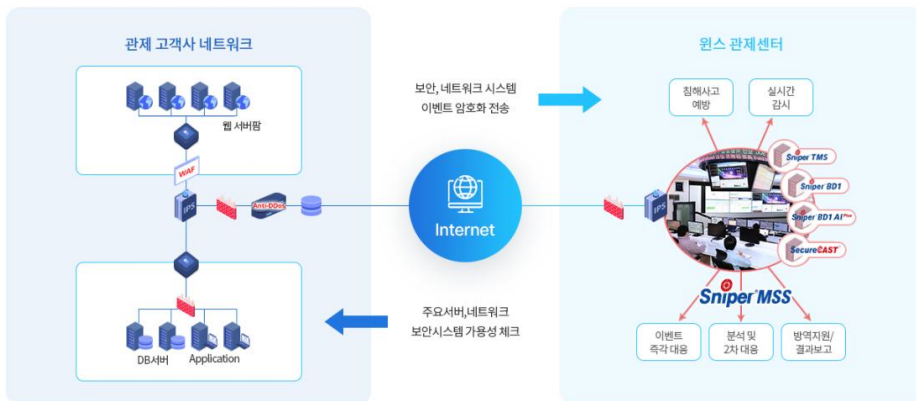 관제 고객사 네트워크
웹 서버팜
WAF
IPS
Anti-DDos
DB서버
Application
보안, 네트워크 시스템
이벤트 암호화 전송
Internet
주요서버,네트워크
보안시스템 가용성 체크
윈스 관제센터
침해사고
예방
실시간
감시
IPS
Sniper TMS
Sniper BD1
Sniper BD1 AI Plus
SecureCAST
Sniper MSS
이벤트
즉각 대응
분석 및
2차 대응
방역지원/
결과보고